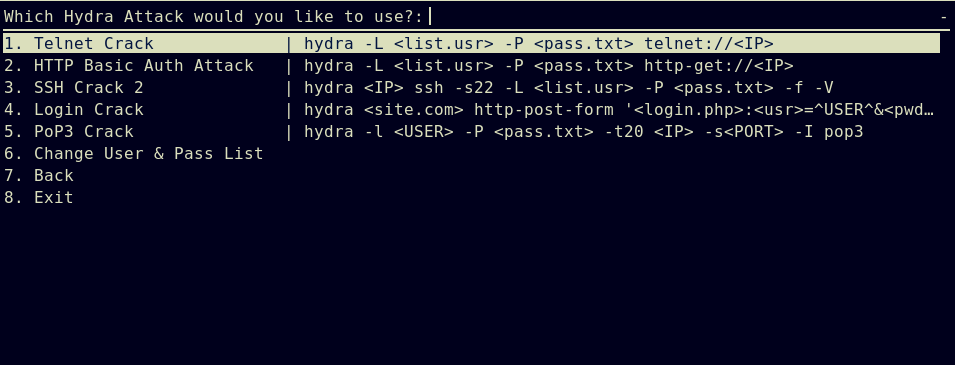 Which Hydra Attack would you like to use?: -
1. Telnet Crack | hydra -L <list.usr> -P <pass.txt> telnet://<IP>
2. HTTP Basic Auth Attack | hydra -L <list.usr> -P <pass.txt> http-get://<IP>
3. SSH Crack 2 | hydra <IP> ssh -s22 -L <list.usr> -P <pass.txt> -f -V
4. Login Crack | hydra <site.com> http-post-form '<login.php>:<usr>=^USER^&<pwd…
5. PoP3 Crack | hydra -l <USER> -P <pass.txt> -t20 <IP> -s<PORT> -I pop3
6. Change User & Pass List
7. Back
8. Exit